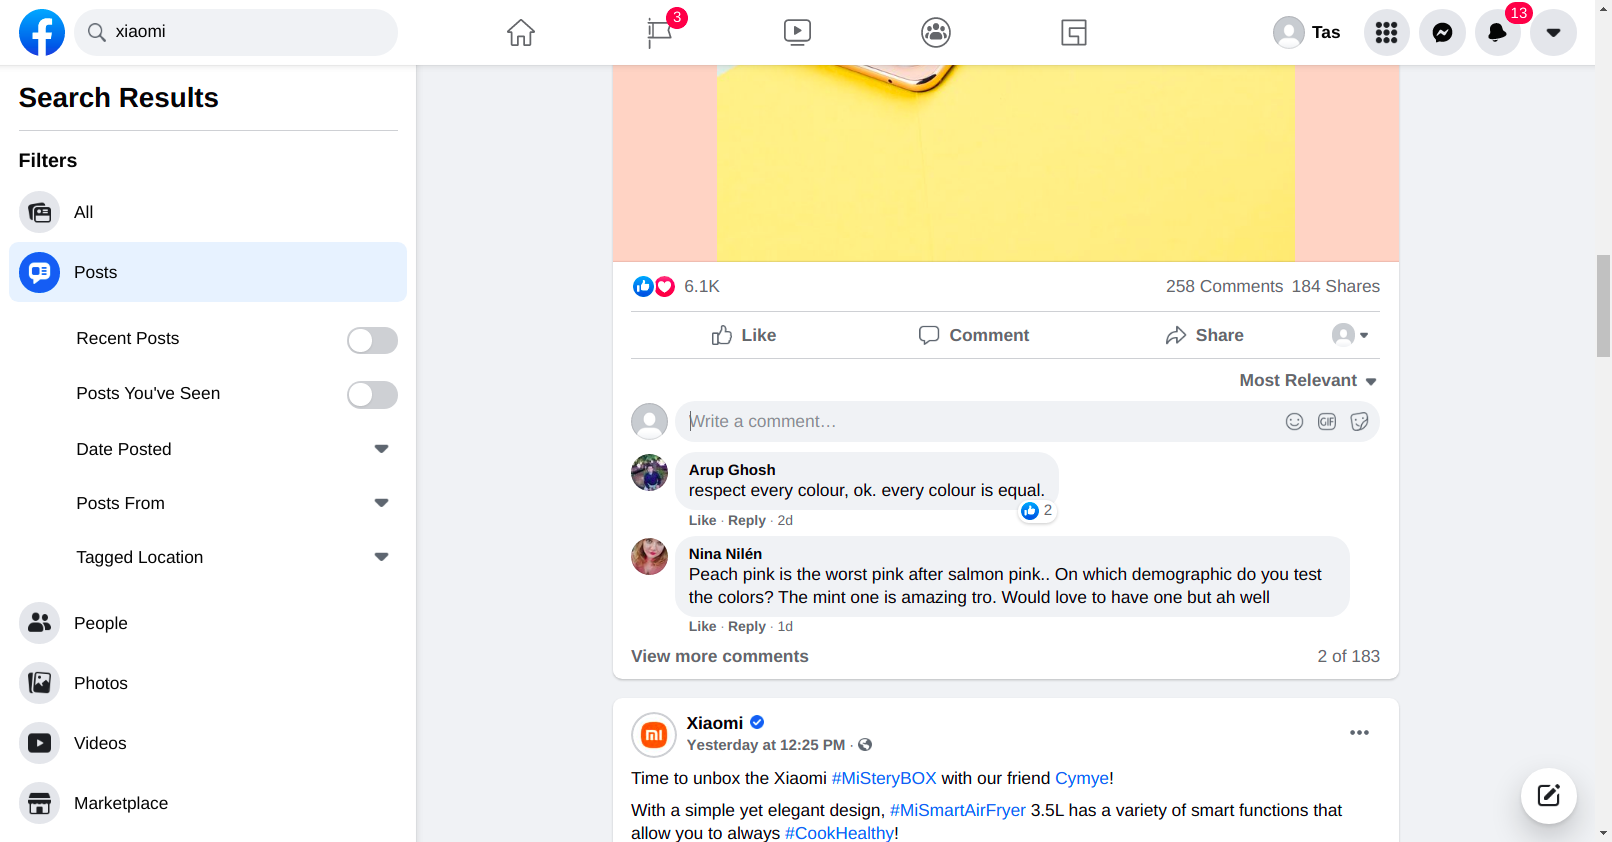 xiaomi
3
Tas
13
Search Results
Filters
All
Posts
Recent Posts
Posts You've Seen
Date Posted
Posts From
Tagged Location
People
Photos
Videos
Marketplace
6.1K
258 Comments 184 Shares
Like
Comment
Share
Most Relevant
Write a comment…
GIF
Arup Ghosh
respect every colour, ok. every colour is equal.
2
Like · Reply · 2d
Nina Nilén
Peach pink is the worst pink after salmon pink.. On which demographic do you test
the colors? The mint one is amazing tro. Would love to have one but ah well
Like · Reply · 1d
View more comments
2 of 183
Xiaomi
Yesterday at 12:25 PM ·
Time to unbox the Xiaomi #MiSteryBOX with our friend Cymye!
With a simple yet elegant design, #MiSmartAirFryer 3.5L has a variety of smart functions that
allow you to always #CookHealthy!